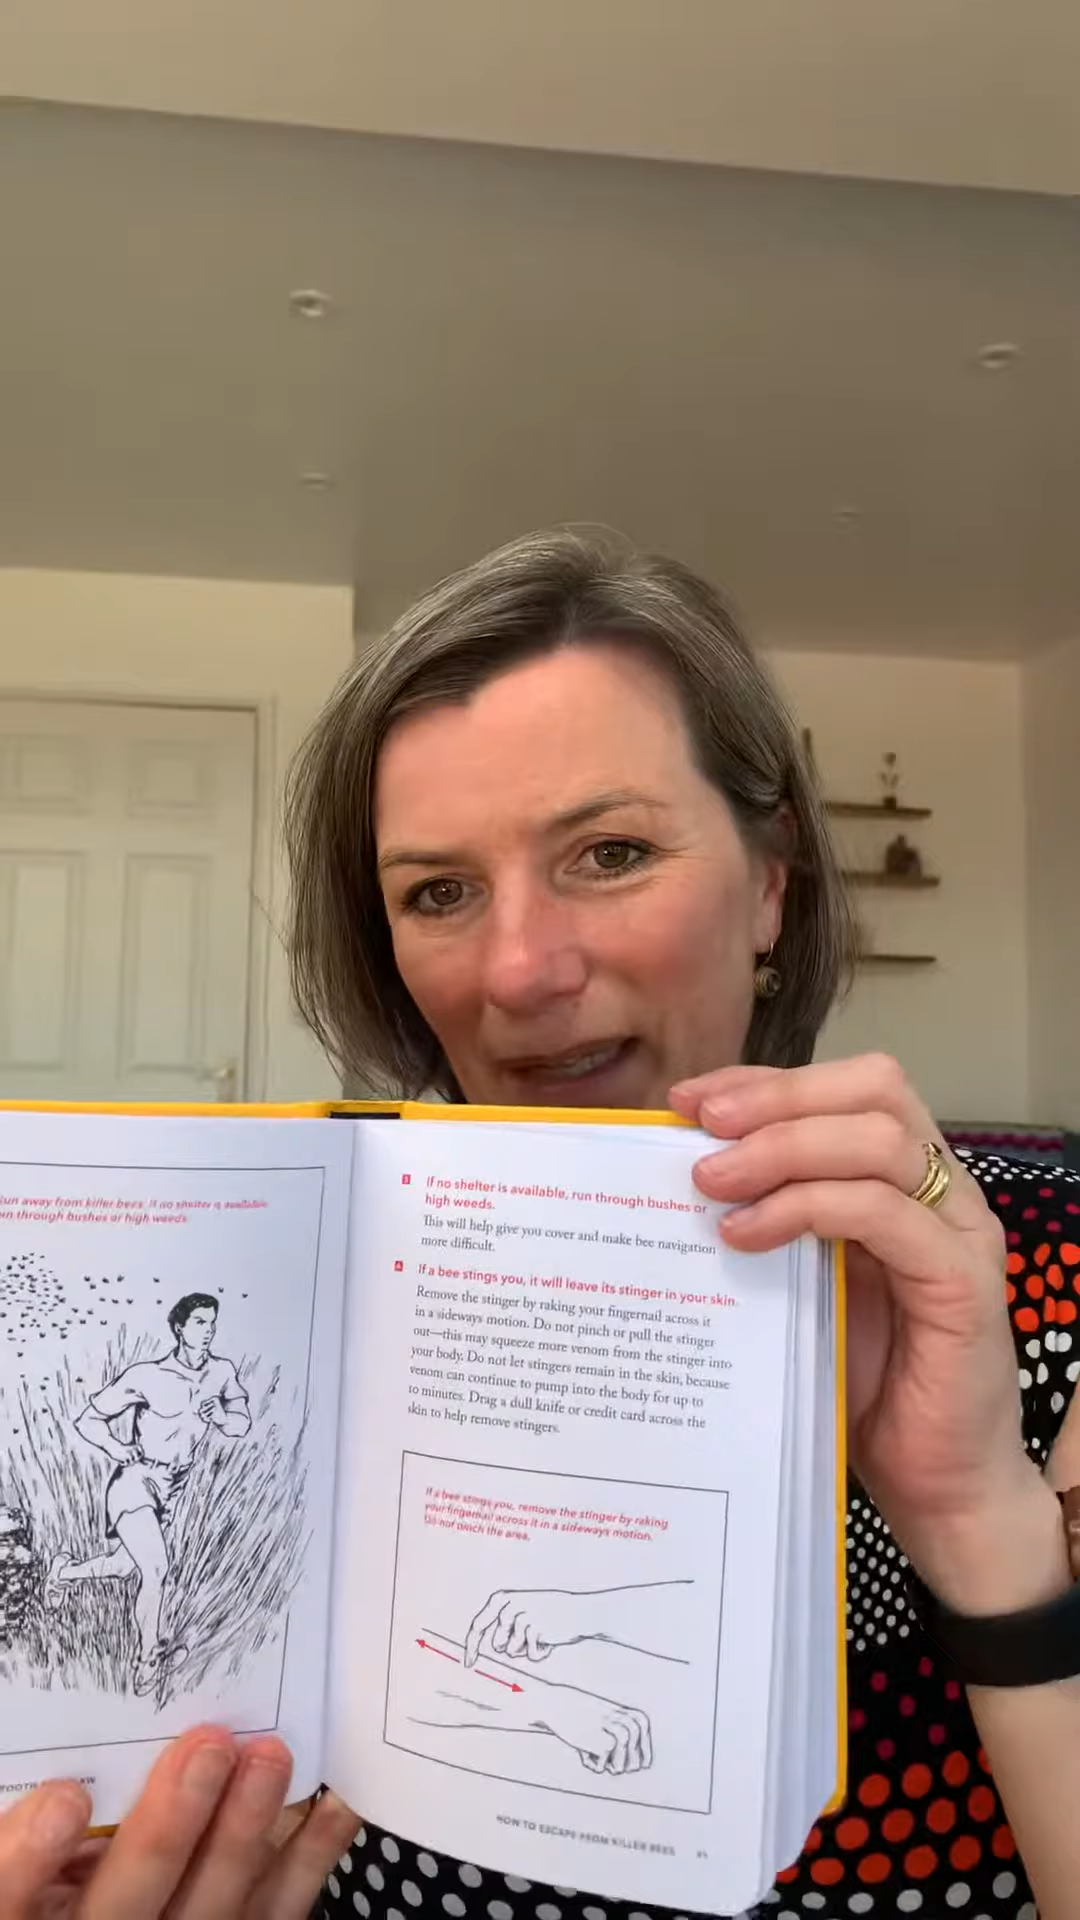 Run away from killer bees. If no shelter is available
run through bushes or high weeds.
TOOTH
AW
5 If no shelter is available, run through bushes or
high weeds.
This will help give you cover and make bee navigation
more difficult.
6 If a bee stings you, it will leave its stinger in your skin.
Remove the stinger by raking your fingernail across it
in a sideways motion. Do not pinch or pull the stinger
out—this may squeeze more venom from the stinger into
your body. Do not let stingers remain in the skin, because
venom can continue to pump into the body for up to
10 minutes. Drag a dull knife or credit card across the
skin to help remove stingers.
If a bee stings you, remove the stinger by raking
your fingernail across it in a sideways motion.
Do not pinch the area.
HOW TO ESCAPE FROM KILLER BEES